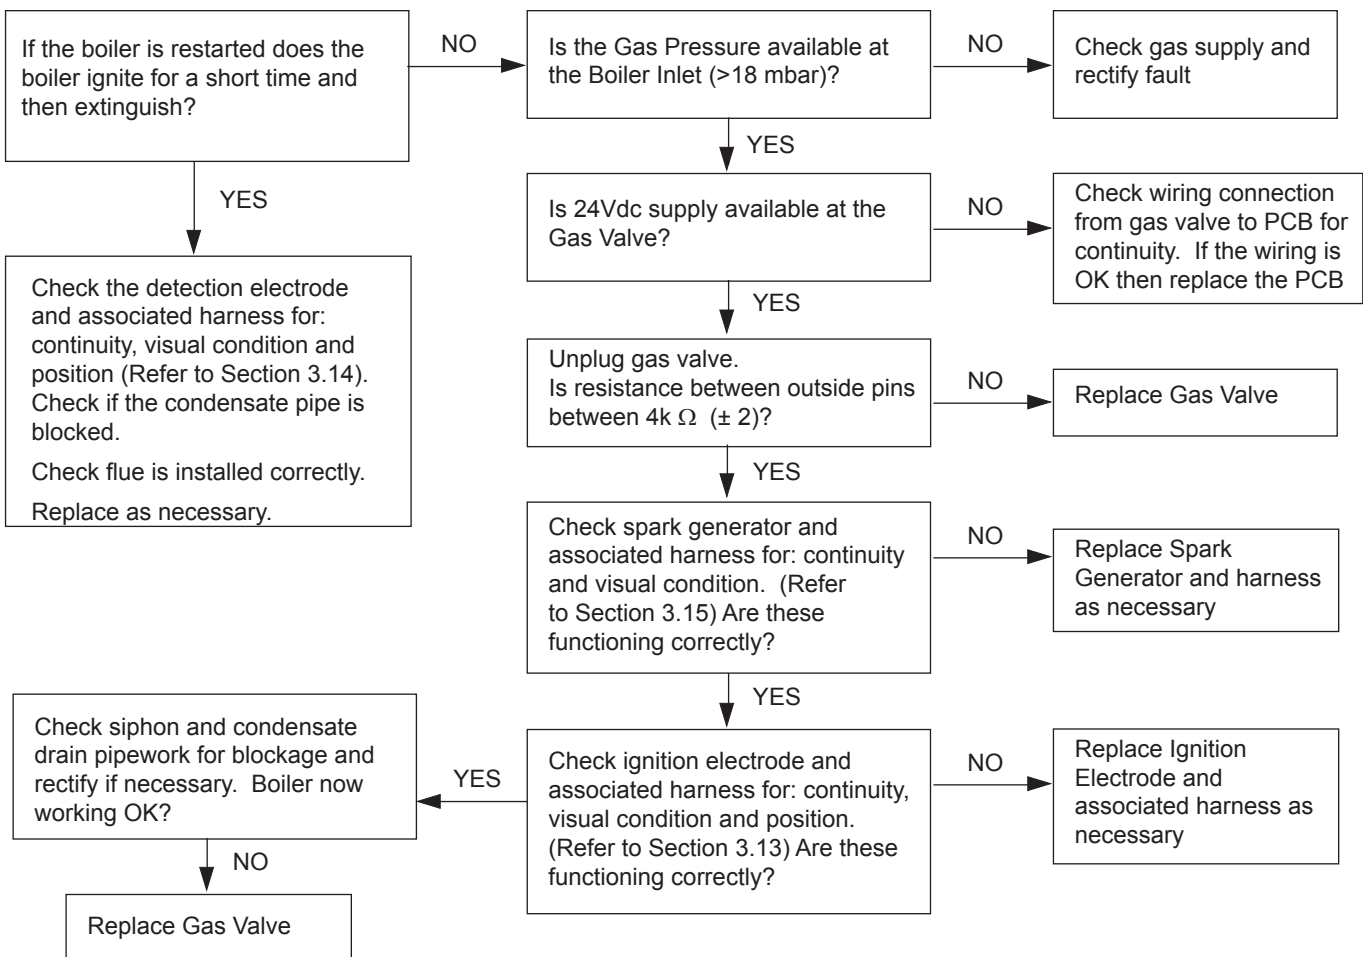 If the boiler is restarted does the
boiler ignite for a short time and
then extinguish?
NO
Is the Gas Pressure available at
the Boiler Inlet (>18 mbar)?
NO
Check gas supply and
rectify fault
YES
YES
Is 24Vdc supply available at the
Gas Valve?
NO
Check wiring connection
from gas valve to PCB for
continuity.  If the wiring is
OK then replace the PCB
Check the detection electrode
and associated harness for:
continuity, visual condition and
position (Refer to Section 3.14).
Check if the condensate pipe is
blocked.
Check flue is installed correctly.
Replace as necessary.
YES
Unplug gas valve.
Is resistance between outside pins
between 4k Ω  (± 2)?
NO
Replace Gas Valve
YES
Check spark generator and
associated harness for: continuity
and visual condition.  (Refer
to Section 3.15) Are these
functioning correctly?
NO
Replace Spark
Generator and harness
as necessary
YES
Check ignition electrode and
associated harness for: continuity,
visual condition and position.
(Refer to Section 3.13) Are these
functioning correctly?
NO
Replace Ignition
Electrode and
associated harness as
necessary
YES
Check siphon and condensate
drain pipework for blockage and
rectify if necessary.  Boiler now
working OK?
NO
Replace Gas Valve